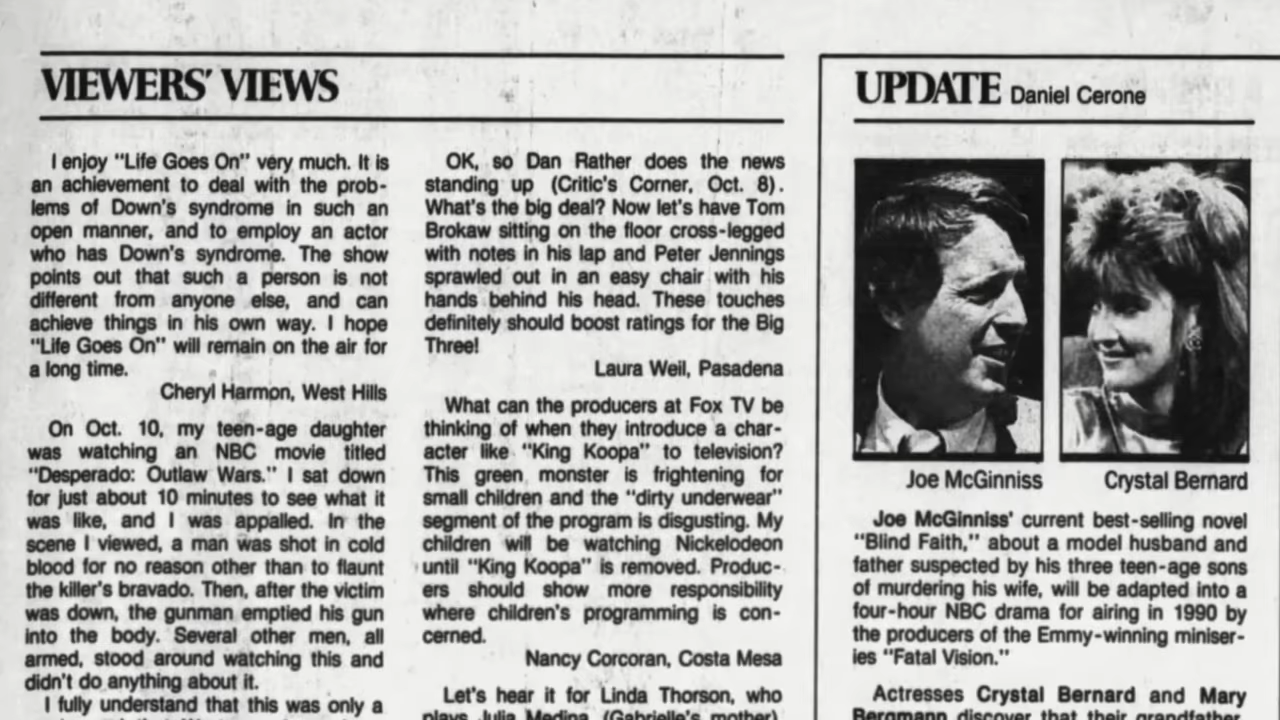 VIEWERS' VIEWS
I enjoy "Life Goes On" very much. It is
an achievement to deal with the prob-
lems of Down's syndrome in such an
open manner, and to employ an actor
who has Down's syndrome. The show
points out that such a person is not
different from anyone else, and can
achieve things in his own way. I hope
"Life Goes On" will remain on the air for
a long time.
Cheryl Harmon, West Hills
On Oct. 10, my teen-age daughter
was watching an NBC movie titled
"Desperado: Outlaw Wars." I sat down
for just about 10 minutes to see what it
was like, and I was appalled. In the
scene I viewed, a man was shot in cold
blood for no reason other than to flaunt
the killer's bravado. Then, after the victim
was down, the gunman emptied his gun
into the body. Several other men, all
armed, stood around watching this and
didn't do anything about it.
I fully understand that this was only a
OK, so Dan Rather does the news
standing up (Critic's Corner, Oct. 8).
What's the big deal? Now let's have Tom
Brokaw sitting on the floor cross-legged
with notes in his lap and Peter Jennings
sprawled out in an easy chair with his
hands behind his head. These touches
definitely should boost ratings for the Big
Three!
Laura Weil, Pasadena
What can the producers at Fox TV be
thinking of when they introduce a char-
acter like "King Koopa" to television?
This green monster is frightening for
small children and the "dirty underwear"
segment of the program is disgusting. My
children will be watching Nickelodeon
until "King Koopa" is removed. Produc-
ers should show more responsibility
where children's programming is con-
cerned.
Nancy Corcoran, Costa Mesa
Let's hear it for Linda Thorson, who
plays Julia Medina, (Gabrielle's mother)
UPDATE Daniel Cerone
Joe McGinniss
Crystal Bernard
Joe McGinniss' current best-selling novel
"Blind Faith," about a model husband and
father suspected by his three teen-age sons
of murdering his wife, will be adapted into a
four-hour NBC drama for airing in 1990 by
the producers of the Emmy-winning miniser-
ies "Fatal Vision."
Actresses Crystal Bernard and Mary
Bergmann discover that their grandfather